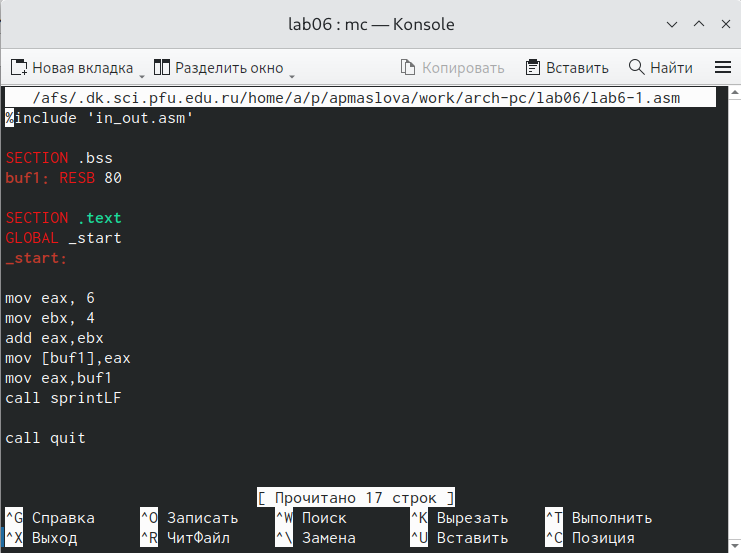 lab06 : mc — Konsole
Новая вкладка Разделить окно Копировать Вставить Найти
/afs/.dk.sci.pfu.edu.ru/home/a/p/apmaslova/work/arch-pc/lab06/lab6-1.asm
%include 'in_out.asm'
SECTION .bss
buf1: RESB 80
SECTION .text
GLOBAL _start
_start:
mov eax, 6
mov ebx, 4
add eax,ebx
mov [buf1],eax
mov eax,buf1
call sprintLF
call quit
[ Прочитано 17 строк ]
^G Справка ^O Записать ^W Поиск ^K Вырезать ^T Выполнить
^X Выход ^R ЧитФайл ^\ Замена ^U Вставить ^C Позиция